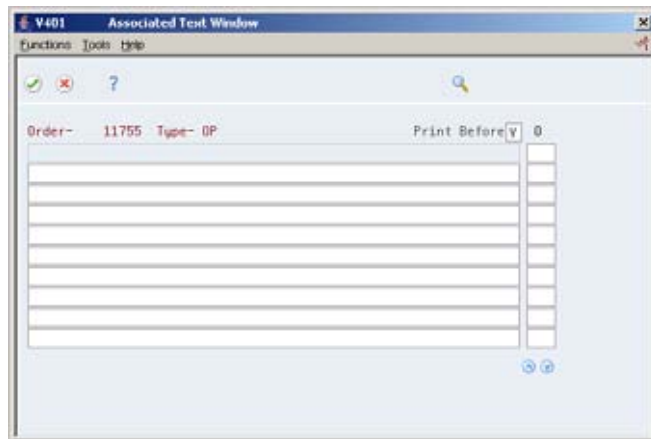 V401 Associated Text Window
Functions Tools Help
?
Order- 11755 Type- OP Print Before Y 0